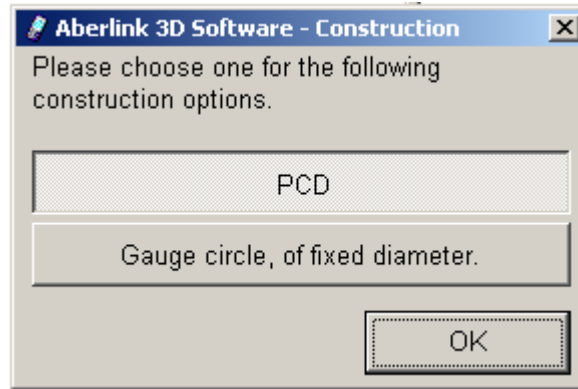 Aberlink 3D Software - Construction
Please choose one for the following
construction options.
PCD
Gauge circle, of fixed diameter.
OK